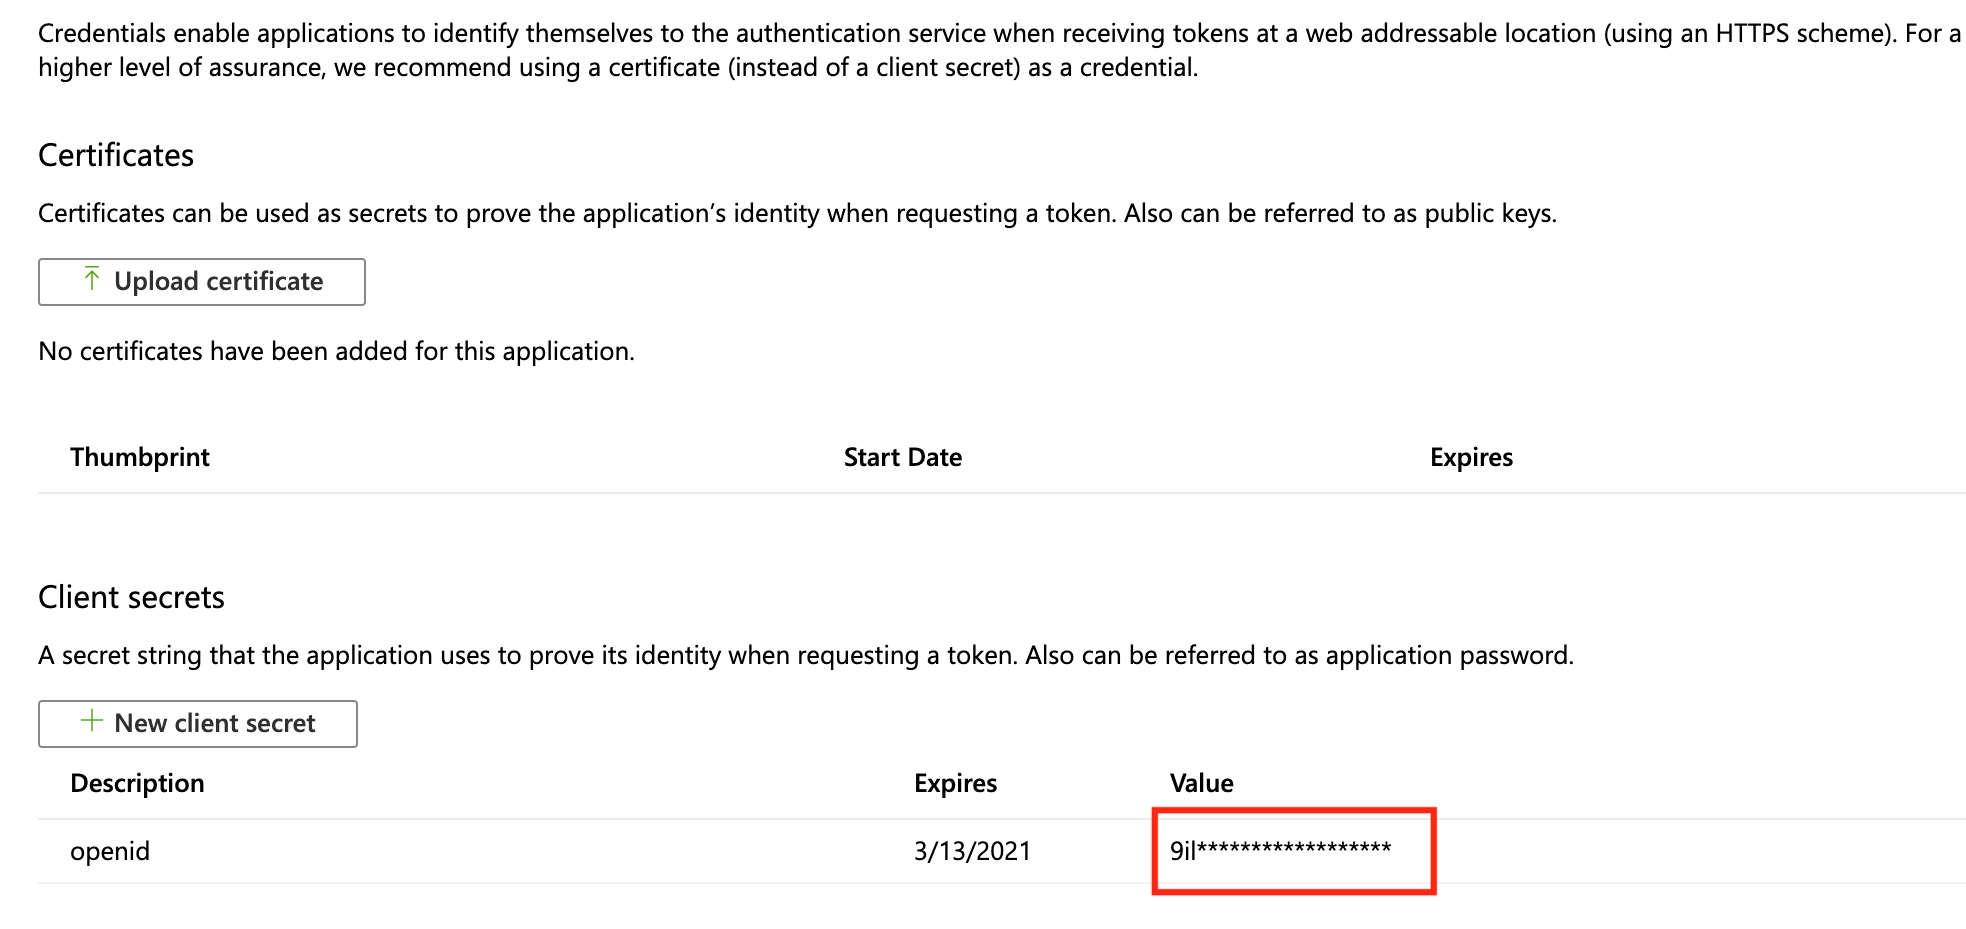 Credentials enable applications to identify themselves to the authentication service when receiving tokens at a web addressable location (using an HTTPS scheme). For a
higher level of assurance, we recommend using a certificate (instead of a client secret) as a credential.
Certificates
Certificates can be used as secrets to prove the application’s identity when requesting a token. Also can be referred to as public keys.
Upload certificate
No certificates have been added for this application.
Thumbprint Start Date Expires
Client secrets
A secret string that the application uses to prove its identity when requesting a token. Also can be referred to as application password.
New client secret
Description Expires Value
openid 3/13/2021 9il******************